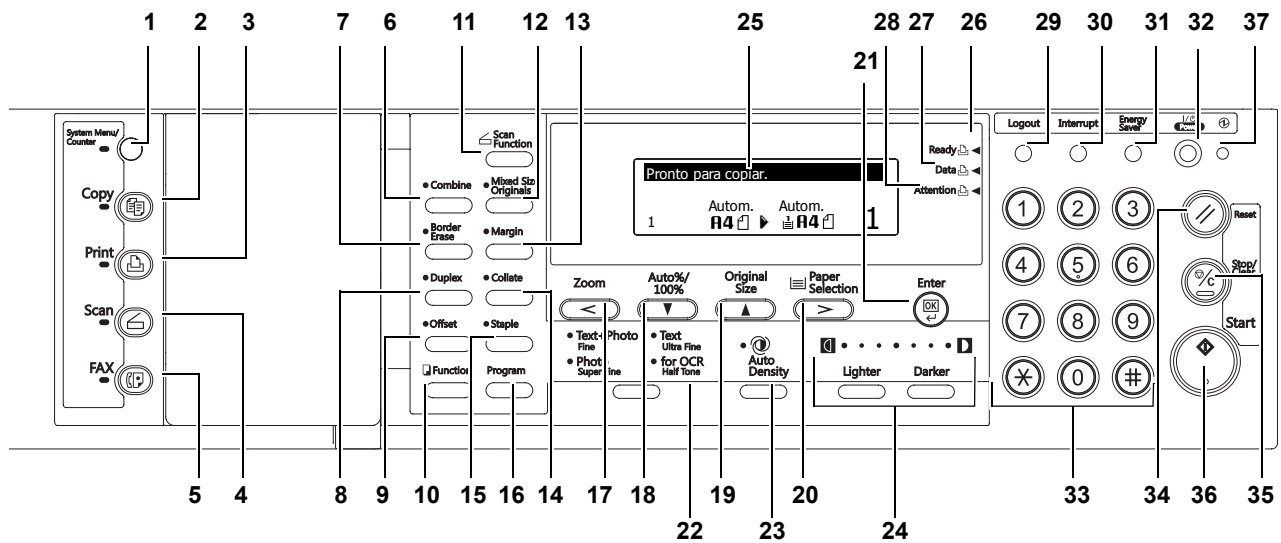 1 2 3 7 6 11 12 13 25 28 27 26 29 30 31 32 37
21
System Menu/
Counter
Copy
Print
Scan
FAX
Scan
Function
Combine
Mixed Siz
Originals
Border
Erase
Margin
Duplex
Collate
Offset
Staple
Function
Program
Pronto para copiar.
Autom. Autom.
1 A4 A4 1
Ready
Data
Attention
Zoom
Auto%/
100%
Original
Size
Paper
Selection
Enter
OK
Text+Photo
Fine
Photo
Super Fine
Text
Ultra Fine
for OCR
Half Tone
Auto
Density
Lighter
Darker
Logout
Interrupt
Energy
Saver
Power
1 2 3
4 5 6
7 8 9
* 0 #
Reset
Stop/
Clear
/C
Start
5 4 8 9 10 15 16 14 17 18 19 20 33 34 36 35
22 23 24